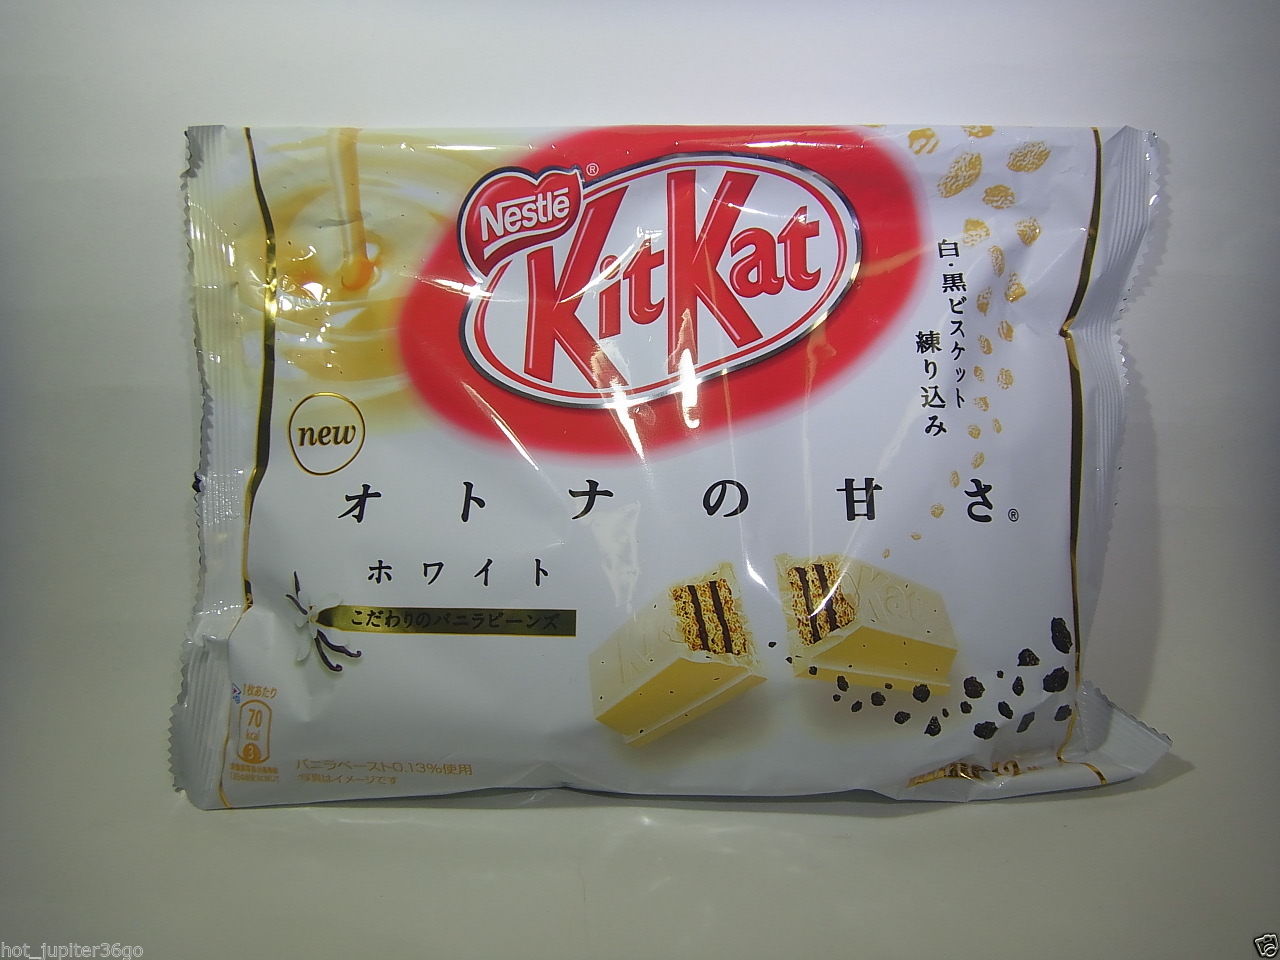 Nestlē ®
KitKat
白・黒ビスケット
練り込み
new
オトナの甘さ®
ホワイト
こだわりのバニラビーンズ
1枚あたり
70
kcal
3
バニラペースト0.13%使用
写真はイメージです
hot_jupiter36go